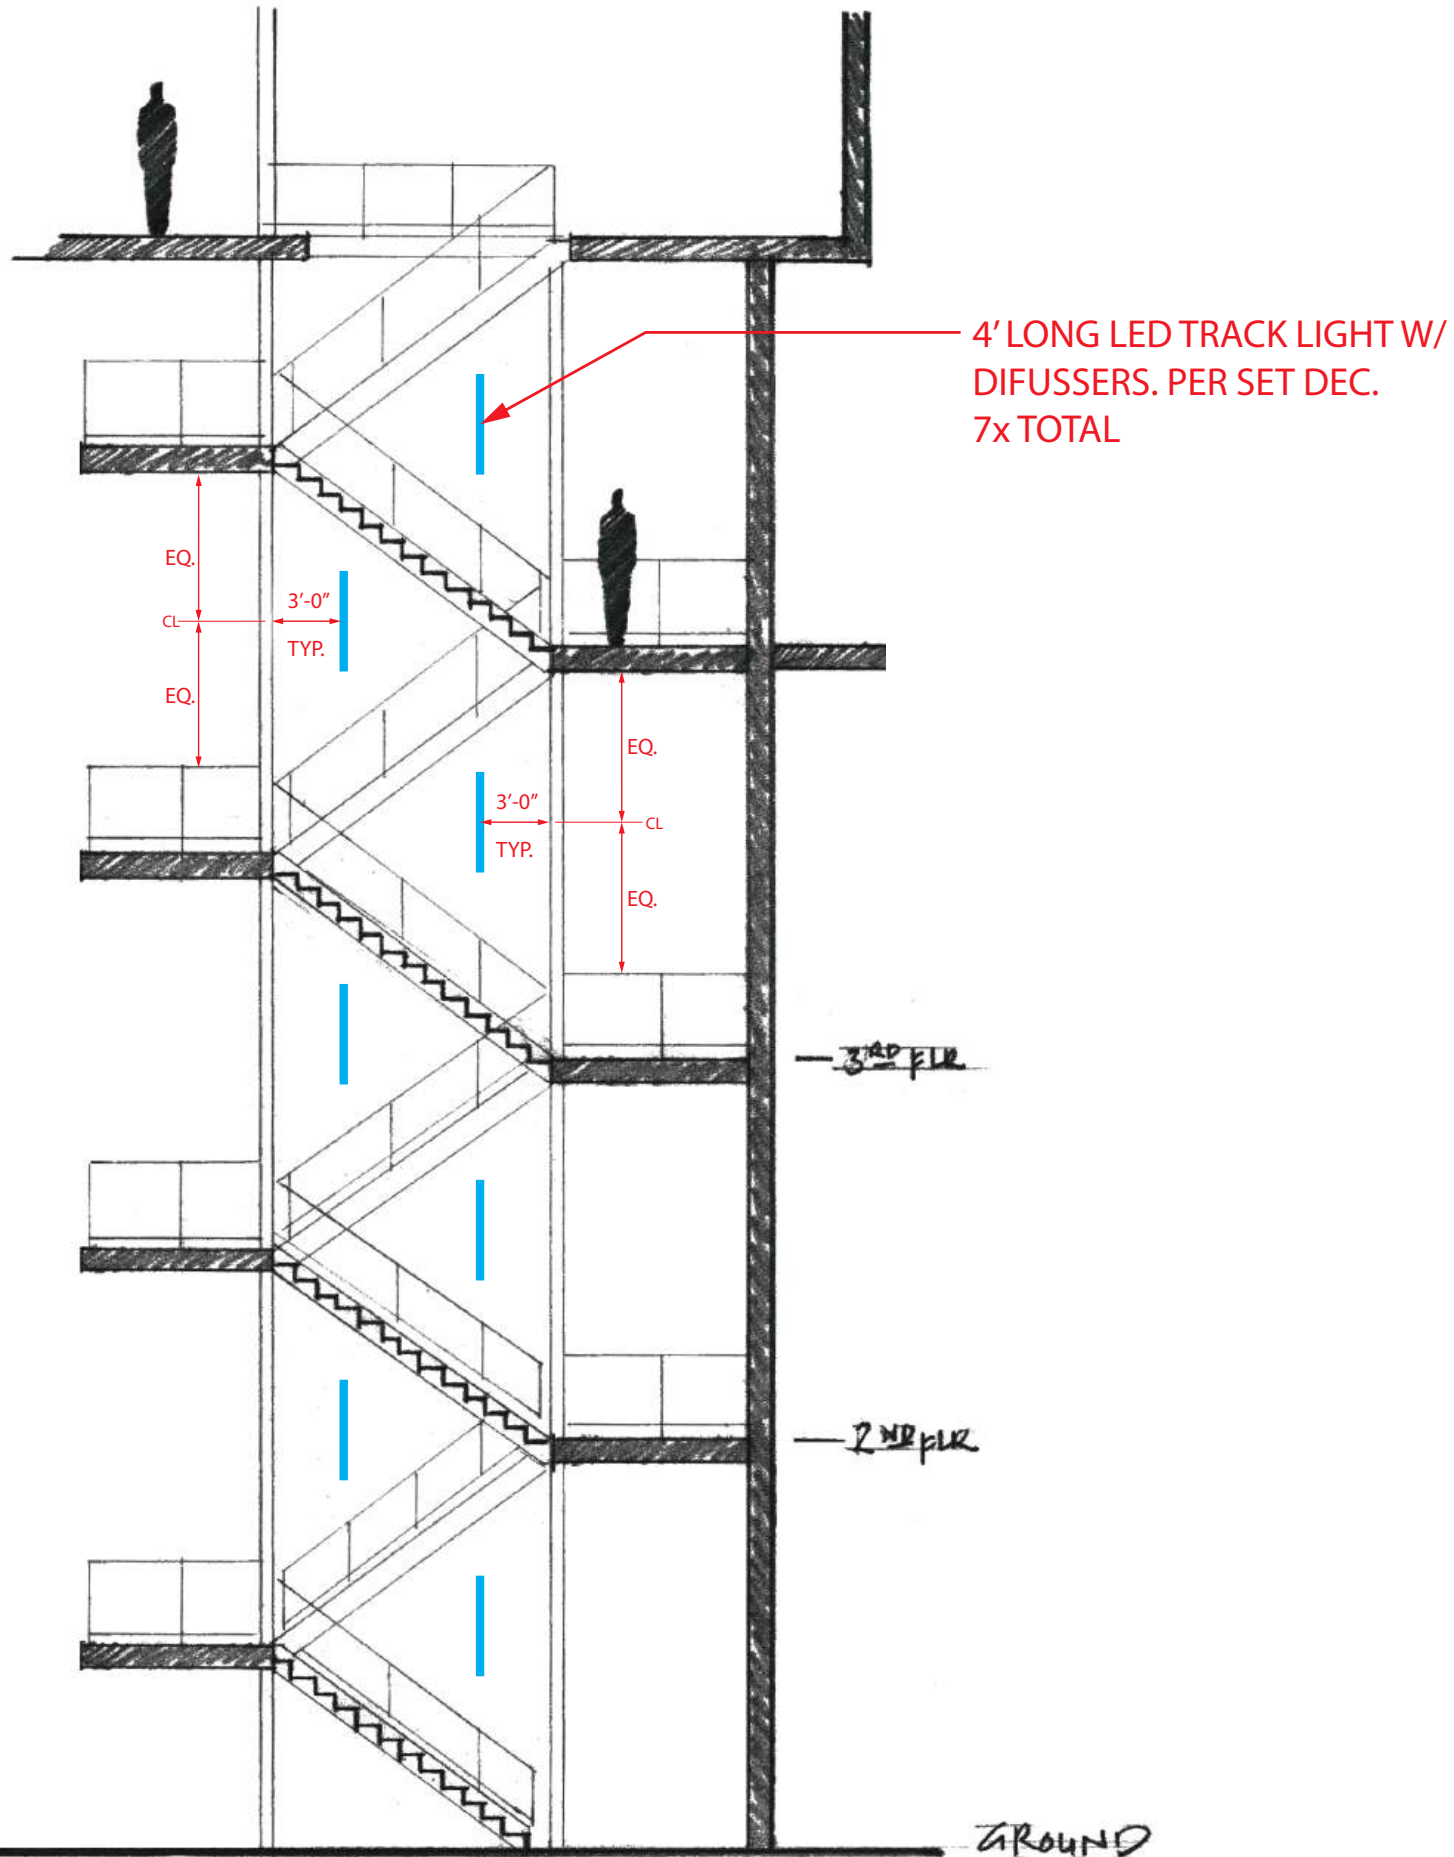 4' LONG LED TRACK LIGHT W/
DIFUSSERS. PER SET DEC.
7x TOTAL
EQ.
CL
3'-0"
TYP.
EQ.
EQ.
3'-0"
CL
TYP.
EQ.
3RD FLR
2ND FLR
GROUND